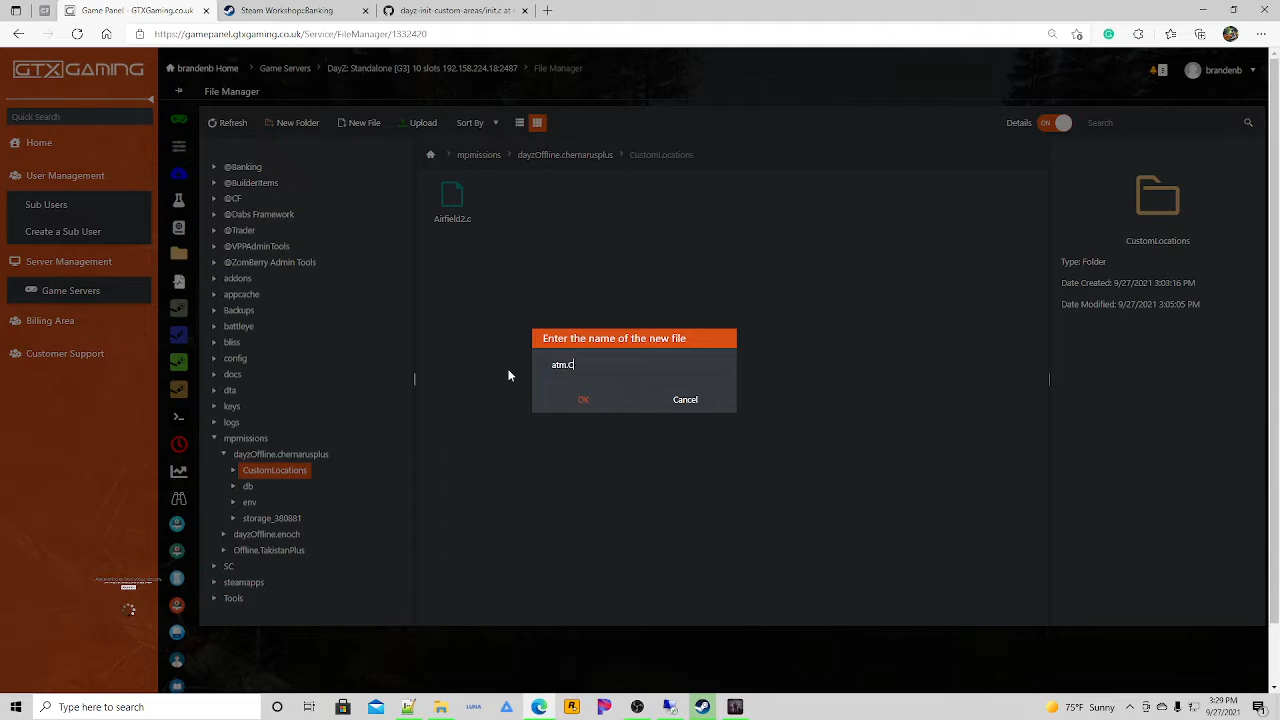 Game Panel - gamepanel.gtxgamin
Steam Workshop::Banking
dayz-instant-car-areas/init.c at
https://gamepanel.gtxgaming.co.uk/Service/FileManager/1332420
GTXGAMING
brandenb Home
Game Servers
DayZ: Standalone [G3] 10 slots 192.158.224.18:2487
File Manager
5
brandenb
File Manager
Quick Search
Refresh
New Folder
New File
Upload
Sort By
Details
ON
Search
Home
User Management
Sub Users
Create a Sub User
Server Management
Game Servers
Billing Area
Customer Support
@Banking
@BuilderItems
@CF
@Dabs Framework
@Trader
@VPPAdminTools
@ZomBerry Admin Tools
addons
appcache
Backups
battleye
bliss
config
docs
dta
keys
logs
mpmissions
dayzOffline.chernarusplus
CustomLocations
db
env
storage_380881
dayzOffline.enoch
Offline.TakistanPlus
SC
steamapps
Tools
mpmissions
dayzOffline.chernarusplus
CustomLocations
Airfield2.c
Enter the name of the new file
atm.c
OK
Cancel
CustomLocations
Type: Folder
Date Created: 9/27/2021 3:03:16 PM
Date Modified: 9/27/2021 3:05:05 PM
Type here to search
LUNA
72°F Sunny
3:29 PM
9/27/2021